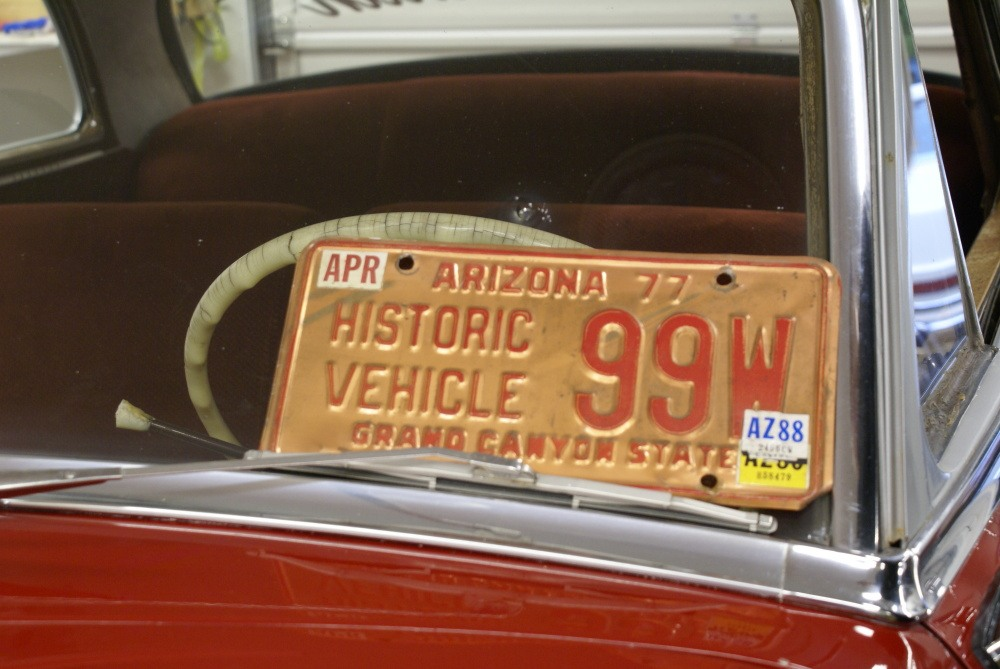 APR
ARIZONA 77
HISTORIC
VEHICLE
99W
GRAND CANYON STATE
AZ88